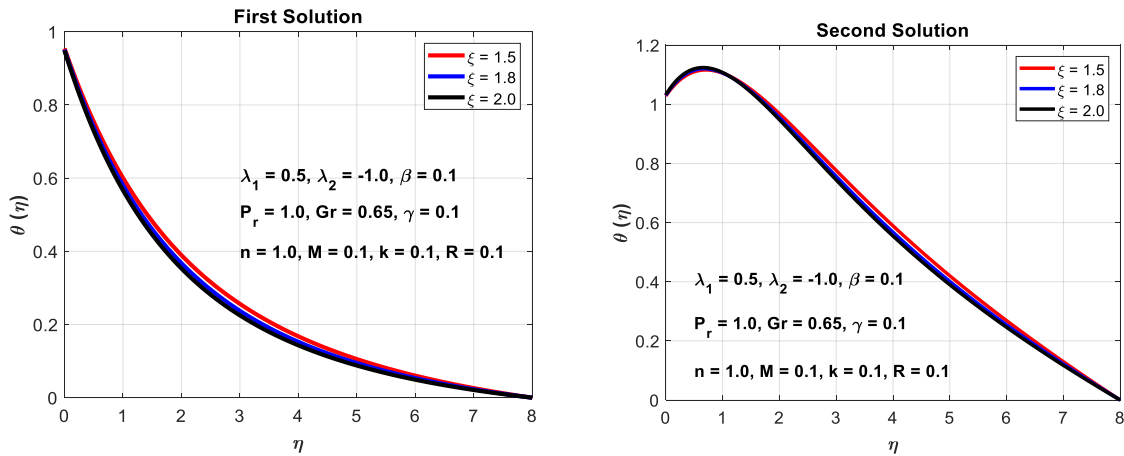 First Solution
1
0.8
0.6
0.4
0.2
0
θ (η)
ξ = 1.5
ξ = 1.8
ξ = 2.0
λ1 = 0.5, λ2 = -1.0, β = 0.1
Pr = 1.0, Gr = 0.65, γ = 0.1
n = 1.0, M = 0.1, k = 0.1, R = 0.1
0 1 2 3 4 5 6 7 8
η
Second Solution
1.2
1
0.8
0.6
0.4
0.2
0
θ (η)
ξ = 1.5
ξ = 1.8
ξ = 2.0
λ1 = 0.5, λ2 = -1.0, β = 0.1
Pr = 1.0, Gr = 0.65, γ = 0.1
n = 1.0, M = 0.1, k = 0.1, R = 0.1
0 1 2 3 4 5 6 7 8
η